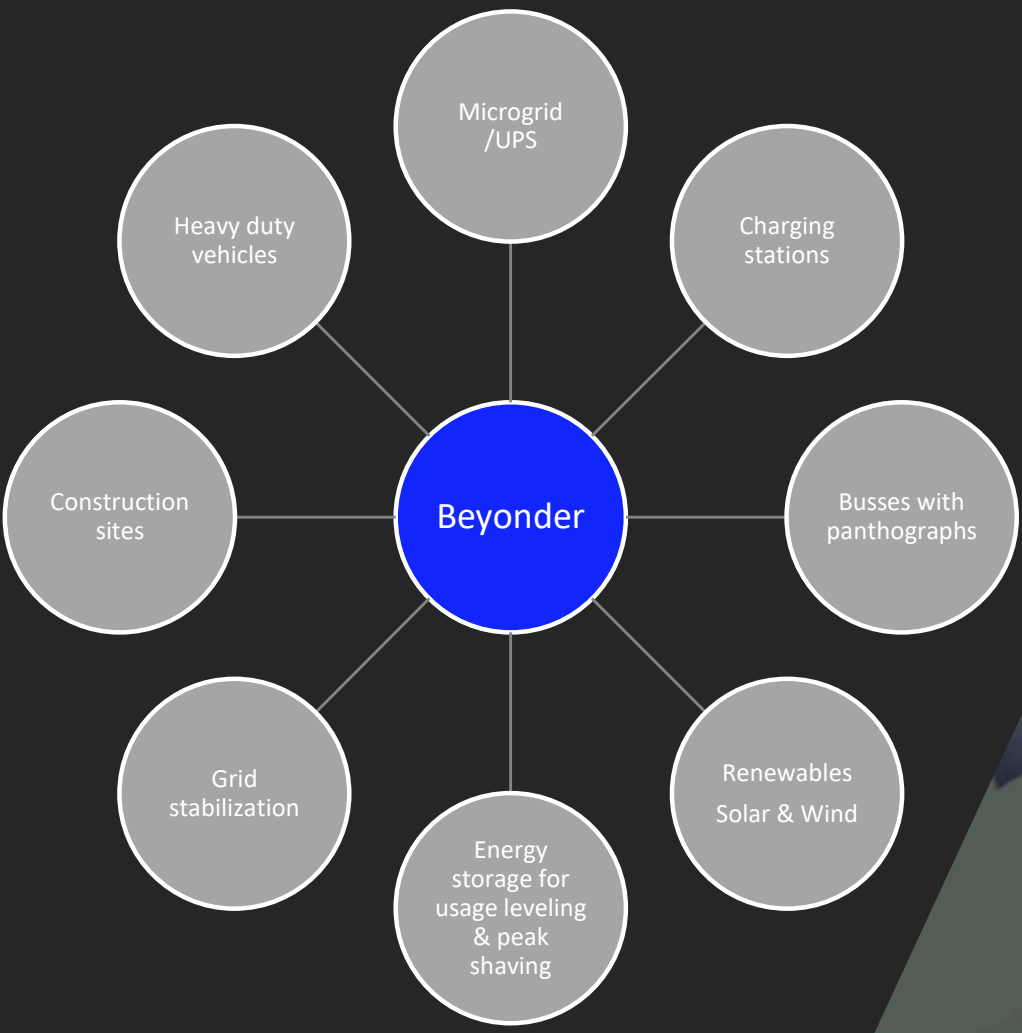 Microgrid
/UPS
Heavy duty
vehicles
Charging
stations
Construction
sites
Beyonder
Busses with
panthographs
Grid
stabilization
Renewables
Solar & Wind
Energy
storage for
usage leveling
& peak
shaving